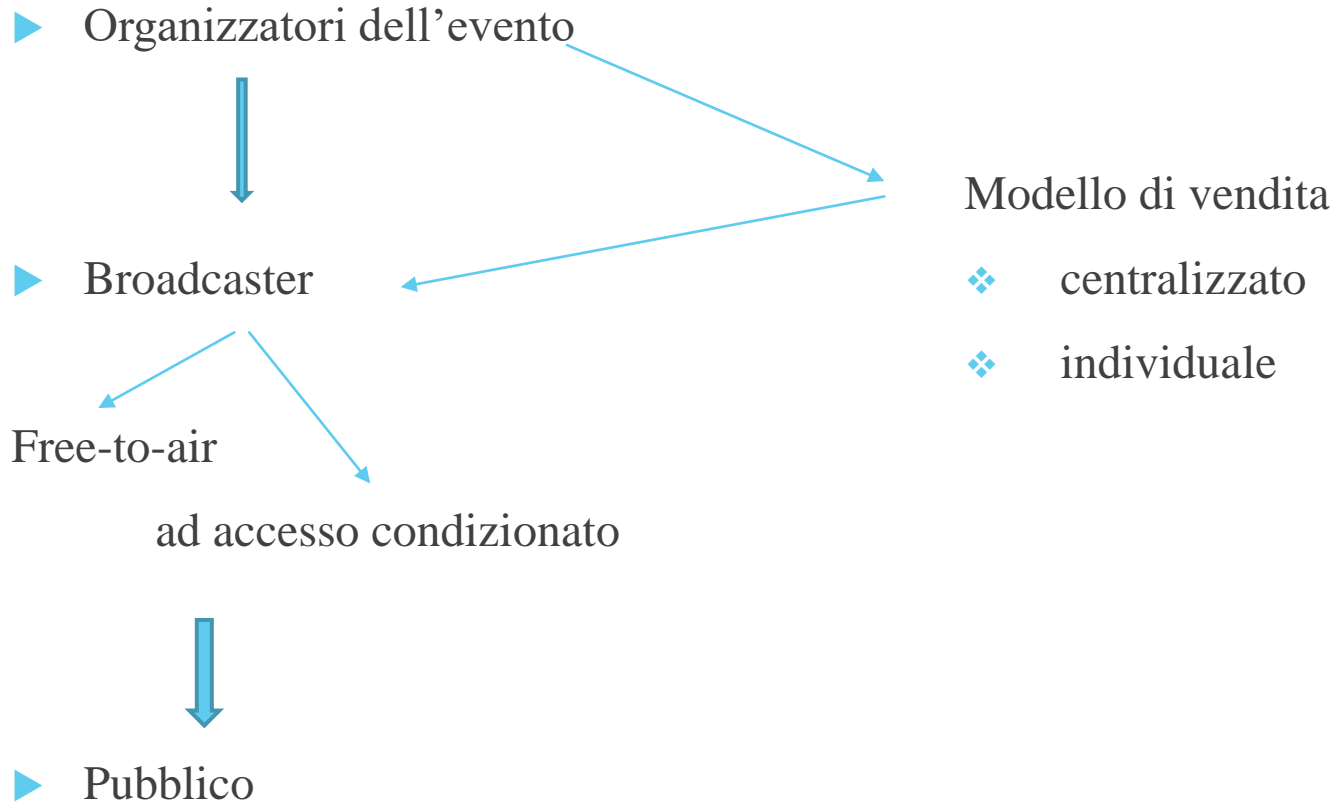 Organizzatori dell’evento
Modello di vendita
Broadcaster
centralizzato
individuale
Free-to-air
ad accesso condizionato
Pubblico